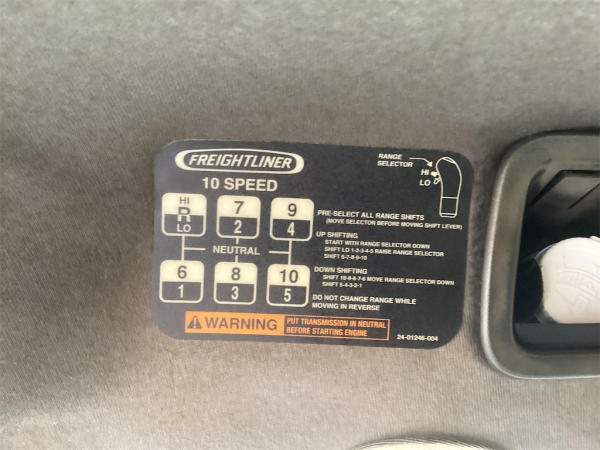 FREIGHTLINER
10 SPEED
RANGE
SELECTOR
HI
LO
HI
R
LO
7
2
9
4
NEUTRAL
6
1
8
3
10
5
PRE-SELECT ALL RANGE SHIFTS
(MOVE SELECTOR BEFORE MOVING SHIFT LEVER)
UP SHIFTING
START WITH RANGE SELECTOR DOWN
SHIFT LO 1-2-3-4-5 RAISE RANGE SELECTOR
SHIFT 6-7-8-9-10
DOWN SHIFTING
SHIFT 10-9-8-7-6 MOVE RANGE SELECTOR DOWN
SHIFT 5-4-3-2-1
DO NOT CHANGE RANGE WHILE
MOVING IN REVERSE
WARNING
PUT TRANSMISSION IN NEUTRAL
BEFORE STARTING ENGINE
24-01246-004